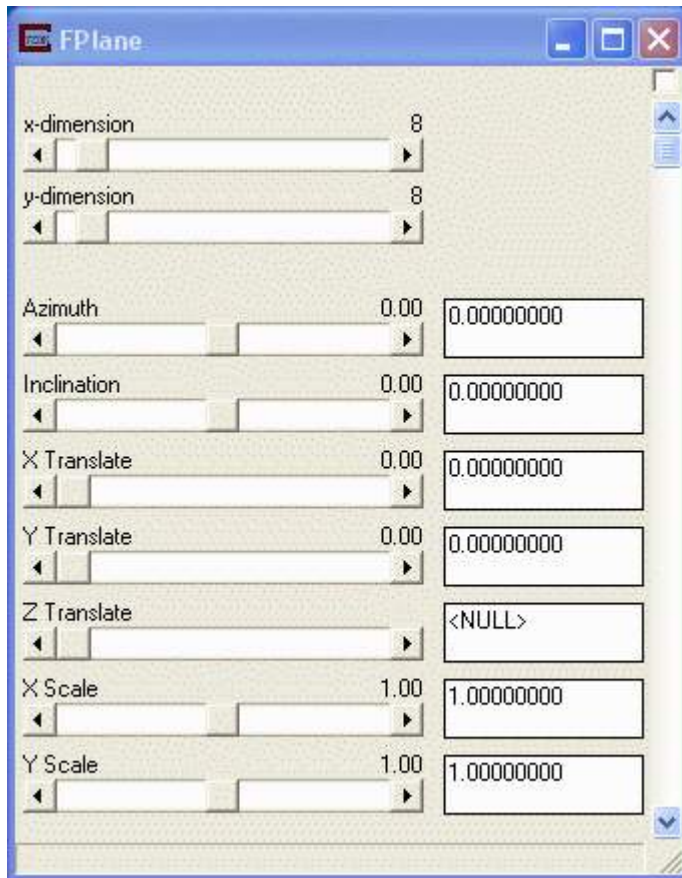 FPlane
x-dimension 8
y-dimension 8
Azimuth 0.00 0.00000000
Inclination 0.00 0.00000000
X Translate 0.00 0.00000000
Y Translate 0.00 0.00000000
Z Translate <NULL>
X Scale 1.00 1.00000000
Y Scale 1.00 1.00000000